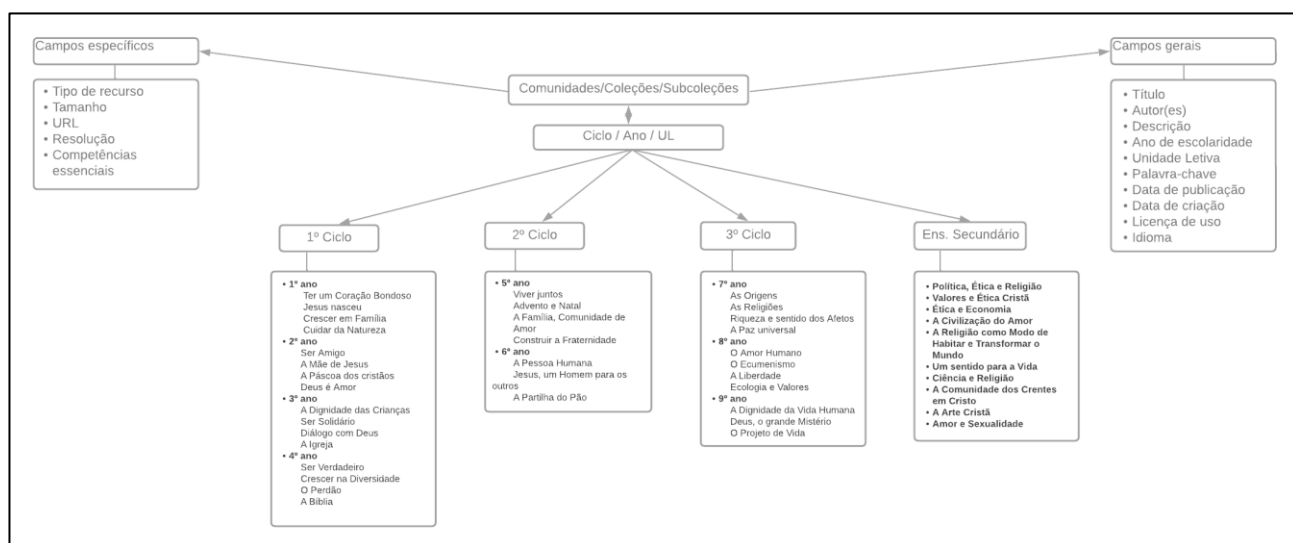 Campos específicos
• Tipo de recurso
• Tamanho
• URL
• Resolução
• Competências
essenciais
Comunidades/Coleções/Subcoleções
Ciclo / Ano / UL
Campos gerais
• Título
• Autor(es)
• Descrição
• Ano de escolaridade
• Unidade Letiva
• Palavra-chave
• Data de publicação
• Data de criação
• Licença de uso
• Idioma
1º Ciclo
• 1º ano
Ter um Coração Bondoso
Jesus nasceu
Crescer em Família
Cuidar da Natureza
• 2º ano
Ser Amigo
A Mãe de Jesus
A Páscoa dos cristãos
Deus é Amor
• 3º ano
A Dignidade das Crianças
Ser Solidário
Diálogo com Deus
A Igreja
• 4º ano
Ser Verdadeiro
Crescer na Diversidade
O Perdão
A Bíblia
2º Ciclo
• 5º ano
Viver juntos
Advento e Natal
A Família, Comunidade de
Amor
Construir a Fraternidade
• 6º ano
A Pessoa Humana
Jesus, um Homem para os
outros
A Partilha do Pão
3º Ciclo
• 7º ano
As Origens
As Religiões
Riqueza e sentido dos Afetos
A Paz universal
• 8º ano
O Amor Humano
O Ecumenismo
A Liberdade
Ecologia e Valores
• 9º ano
A Dignidade da Vida Humana
Deus, o grande Mistério
O Projeto de Vida
Ens. Secundário
• Política, Ética e Religião
• Valores e Ética Cristã
• Ética e Economia
• A Civilização do Amor
• A Religião como Modo de
Habitar e Transformar o
Mundo
• Um sentido para a Vida
• Ciência e Religião
• A Comunidade dos Crentes
em Cristo
• A Arte Cristã
• Amor e Sexualidade